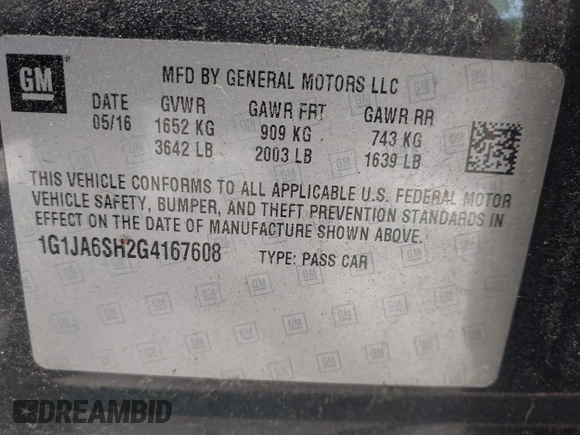 GM
MFD BY GENERAL MOTORS LLC
DATE GVWR GAWR FRT GAWR RR
05/16 1652 KG 909 KG 743 KG
3642 LB 2003 LB 1639 LB
THIS VEHICLE CONFORMS TO ALL APPLICABLE U.S. FEDERAL MOTOR
VEHICLE SAFETY, BUMPER, AND THEFT PREVENTION STANDARDS IN
EFFECT ON THE DATE OF MANUFACTURE SHOWN ABOVE.
1G1JA6SH2G4167608 TYPE: PASS CAR
DREAMBID